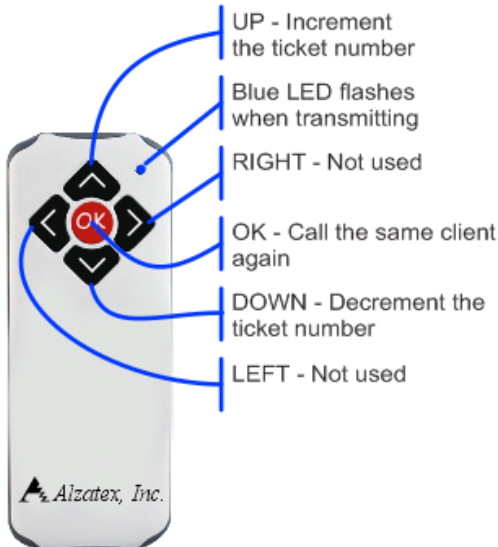 UP - Increment
the ticket number
Blue LED flashes
when transmitting
RIGHT - Not used
OK
OK - Call the same client
again
DOWN - Decrement the
ticket number
LEFT - Not used
Alzatex, Inc.